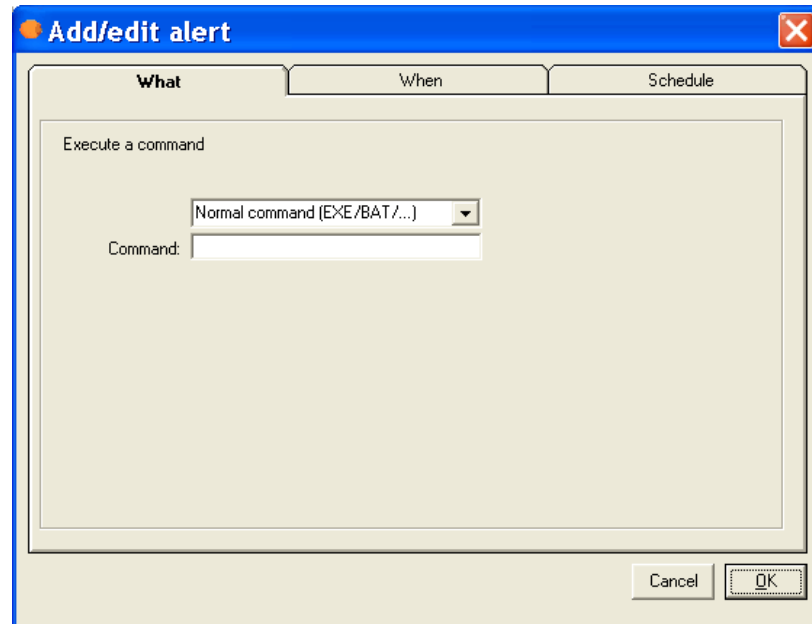 Add/edit alert
What When Schedule
Execute a command
Normal command (EXE/BAT/...)
Command:
Cancel OK